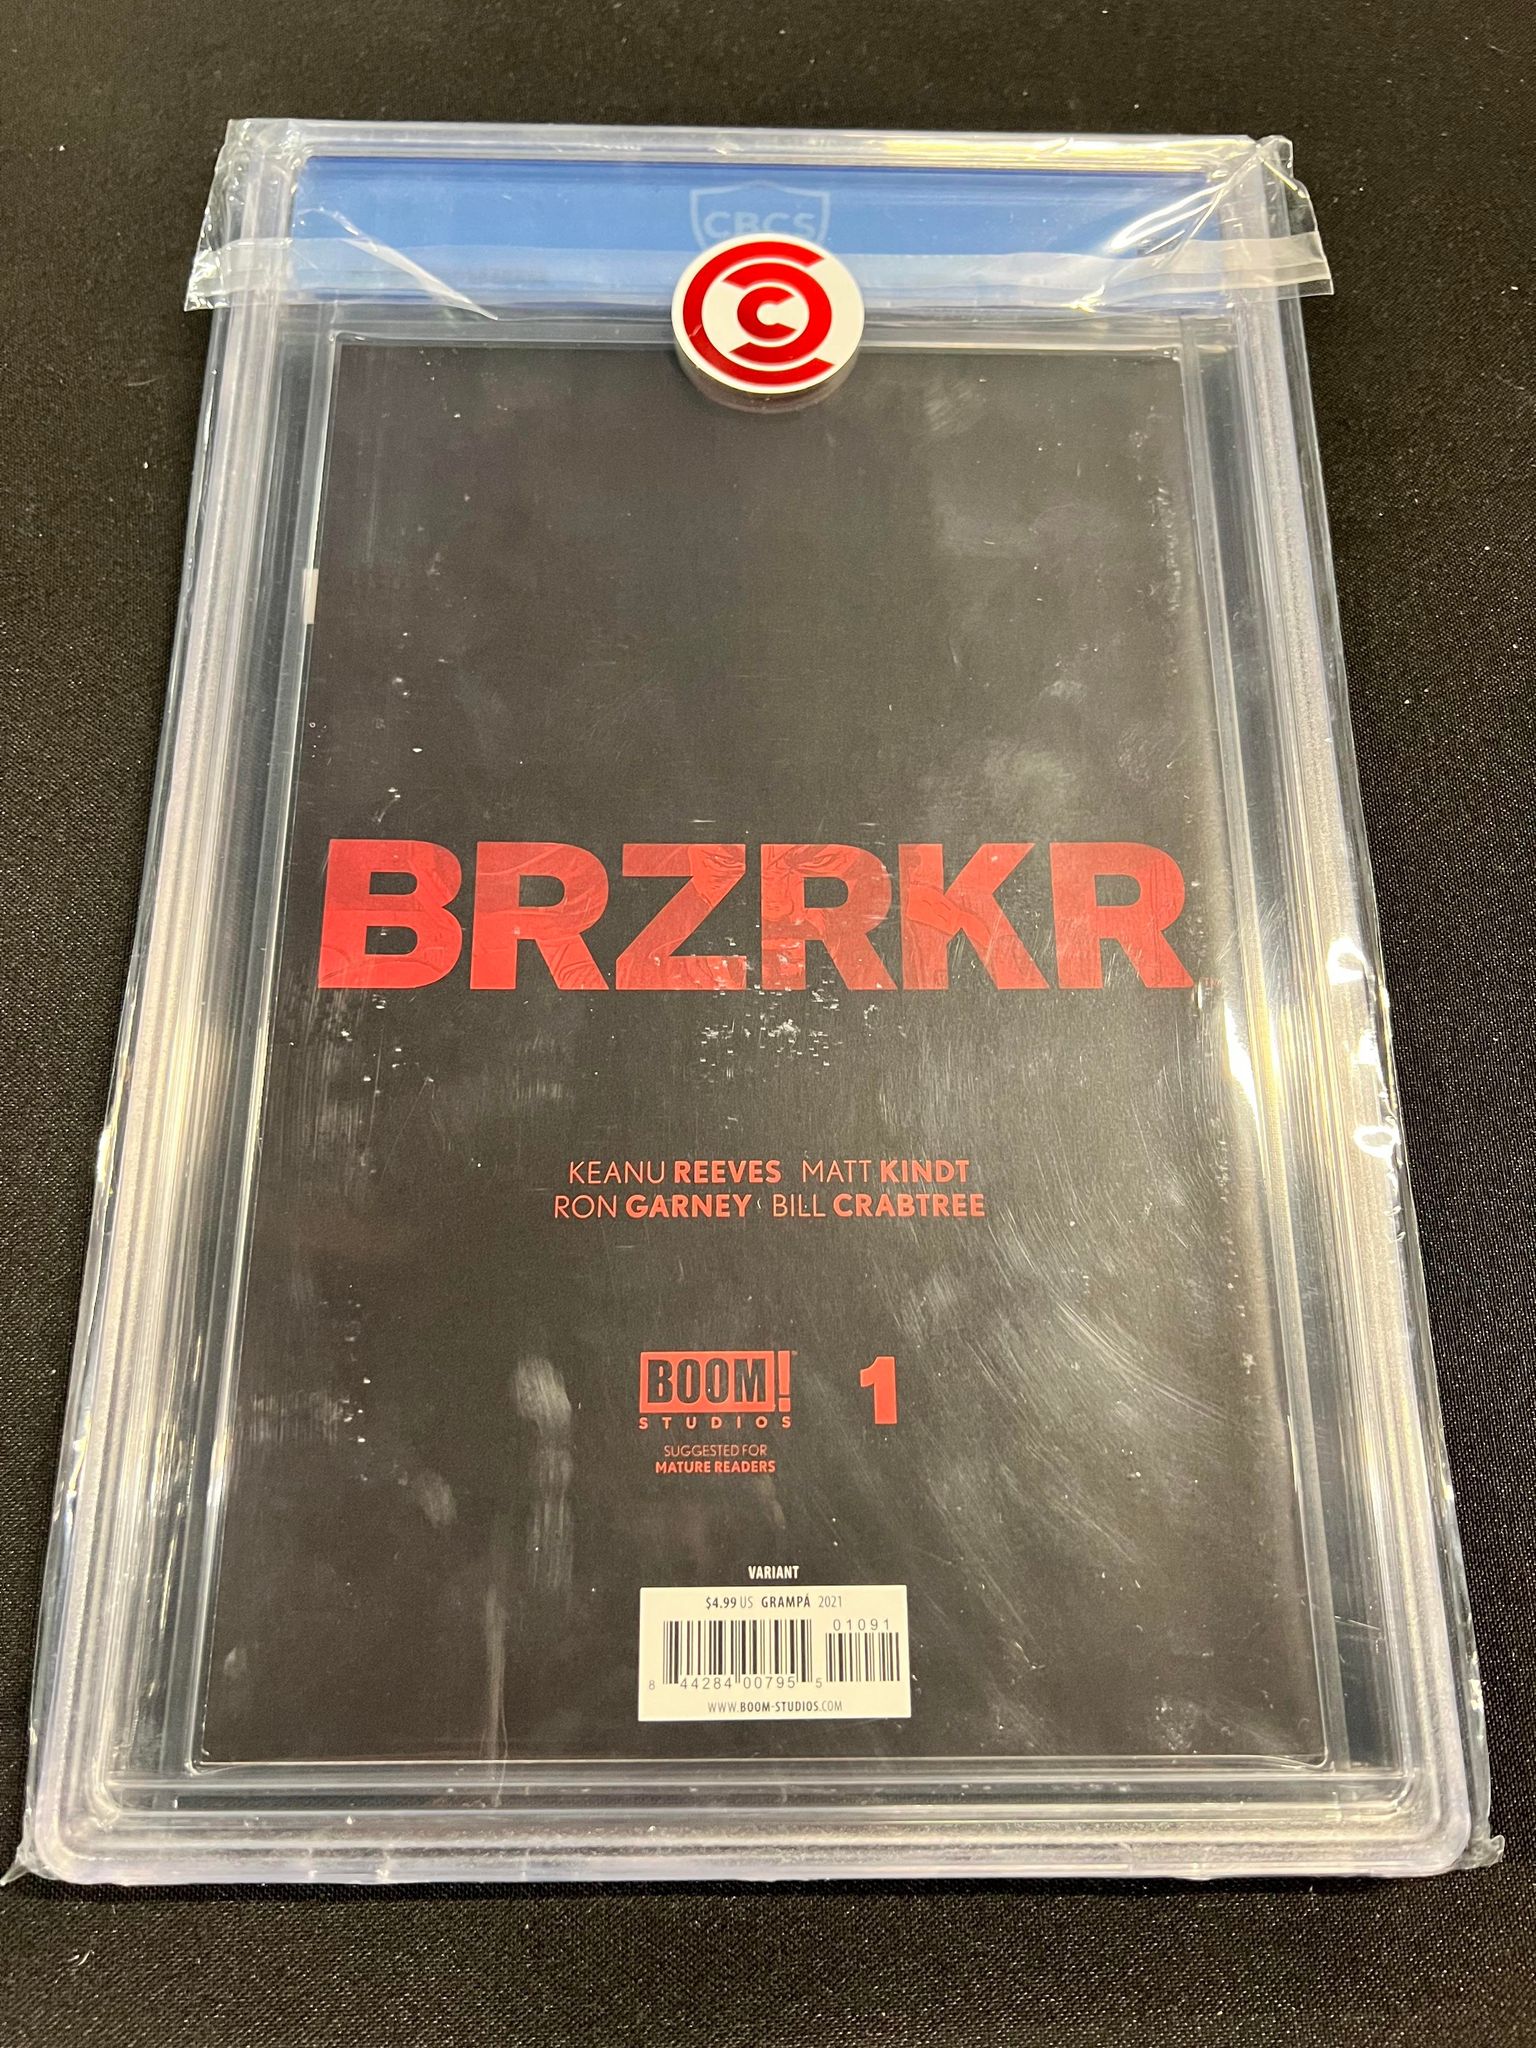 CBCS
C
BRZRKR
KEANU REEVES MATT KINDT
RON GARNEY BILL CRABTREE
BOOM! 1
STUDIOS
SUGGESTED FOR
MATURE READERS
VARIANT
$4.99 US GRAMPÁ 2021
01091
8 44284 00795 5
WWW.BOOM-STUDIOS.COM